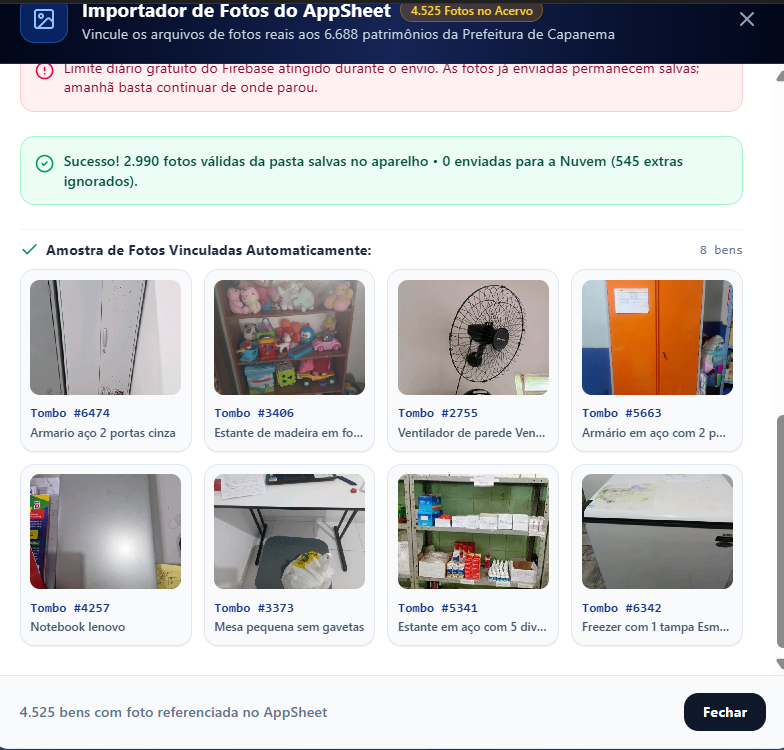 Importador de Fotos do AppSheet
4.525 Fotos no Acervo
Vincule os arquivos de fotos reais aos 6.688 patrimônios da Prefeitura de Capanema
Limite diário gratuito do Firebase atingido durante o envio. As fotos já enviadas permanecem salvas;
amanhã basta continuar de onde parou.
Sucesso! 2.990 fotos válidas da pasta salvas no aparelho • 0 enviadas para a Nuvem (545 extras
ignorados).
Amostra de Fotos Vinculadas Automaticamente:
8 bens
Tombo #6474
Armario aço 2 portas cinza
Tombo #3406
Estante de madeira em fo...
Tombo #2755
Ventilador de parede Ven...
Tombo #5663
Armário em aço com 2 p...
Tombo #4257
Notebook lenovo
Tombo #3373
Mesa pequena sem gavetas
Tombo #5341
Estante em aço com 5 div...
Tombo #6342
Freezer com 1 tampa Esm...
4.525 bens com foto referenciada no AppSheet
Fechar